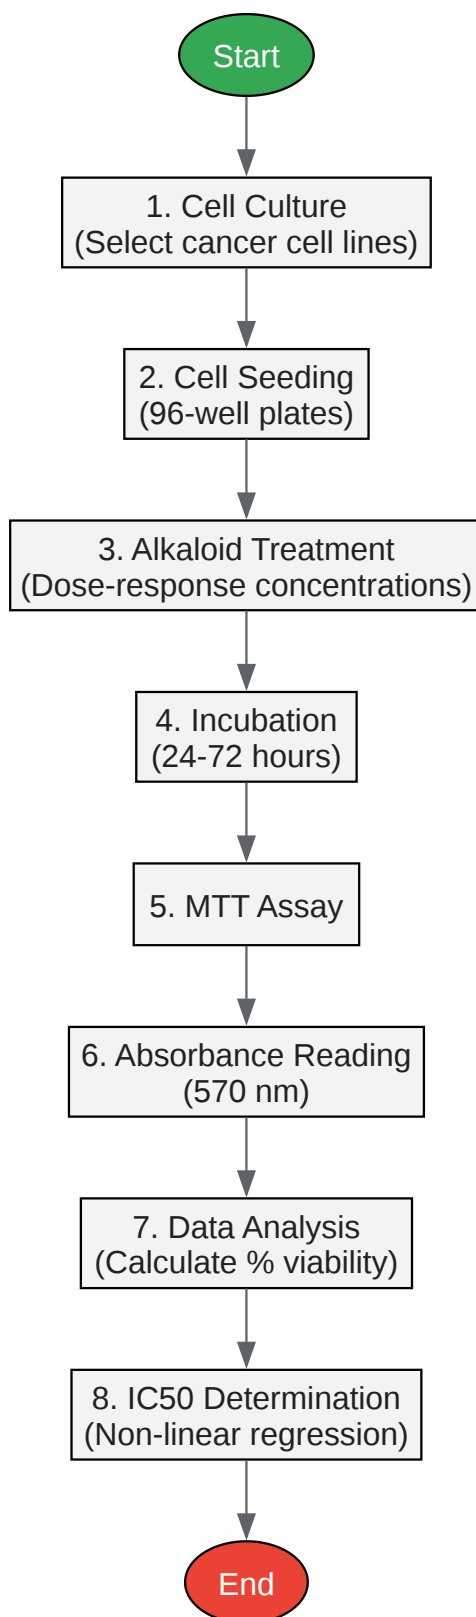 Start
1. Cell Culture
(Select cancer cell lines)
2. Cell Seeding
(96-well plates)
3. Alkaloid Treatment
(Dose-response concentrations)
4. Incubation
(24-72 hours)
5. MTT Assay
6. Absorbance Reading
(570 nm)
7. Data Analysis
(Calculate % viability)
8. IC50 Determination
(Non-linear regression)
End